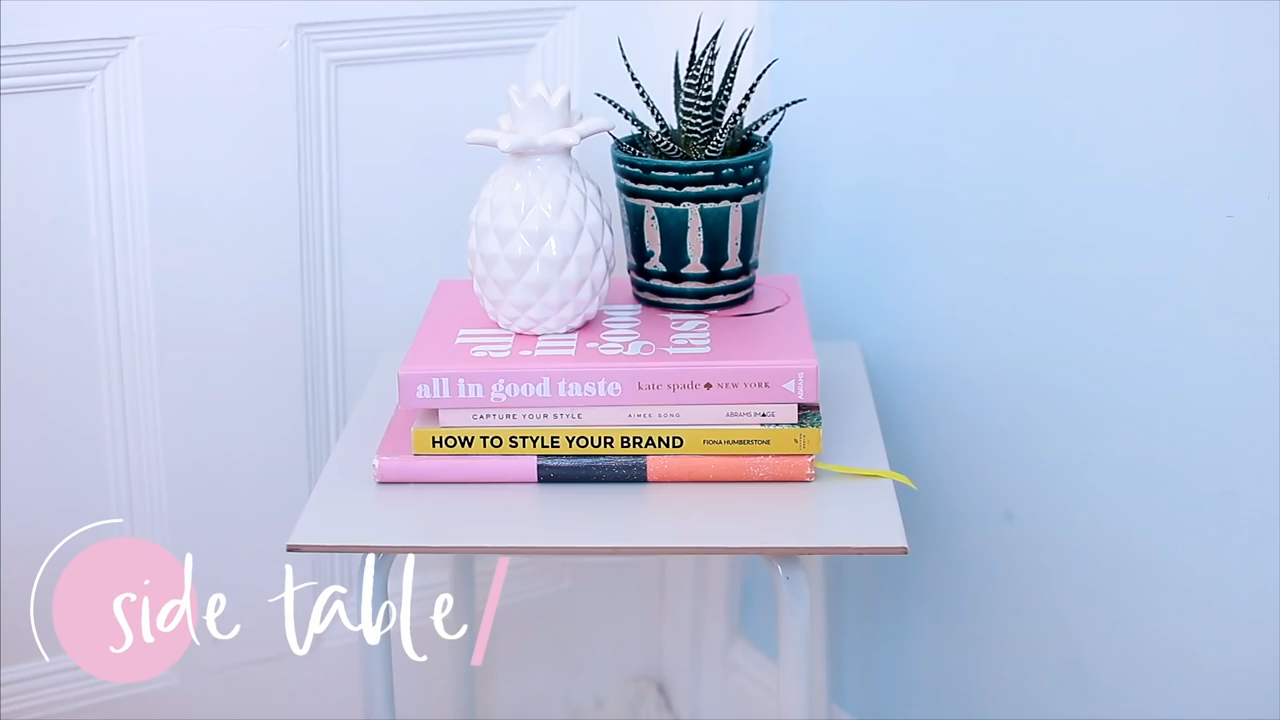 all
in
good
tast
all in good taste kate spade♠NEW YORK ABRAMS
CAPTURE YOUR STYLE AIMEE SONG ABRAMS IMAGE
HOW TO STYLE YOUR BRAND FIONA HUMBERSTONE
side table